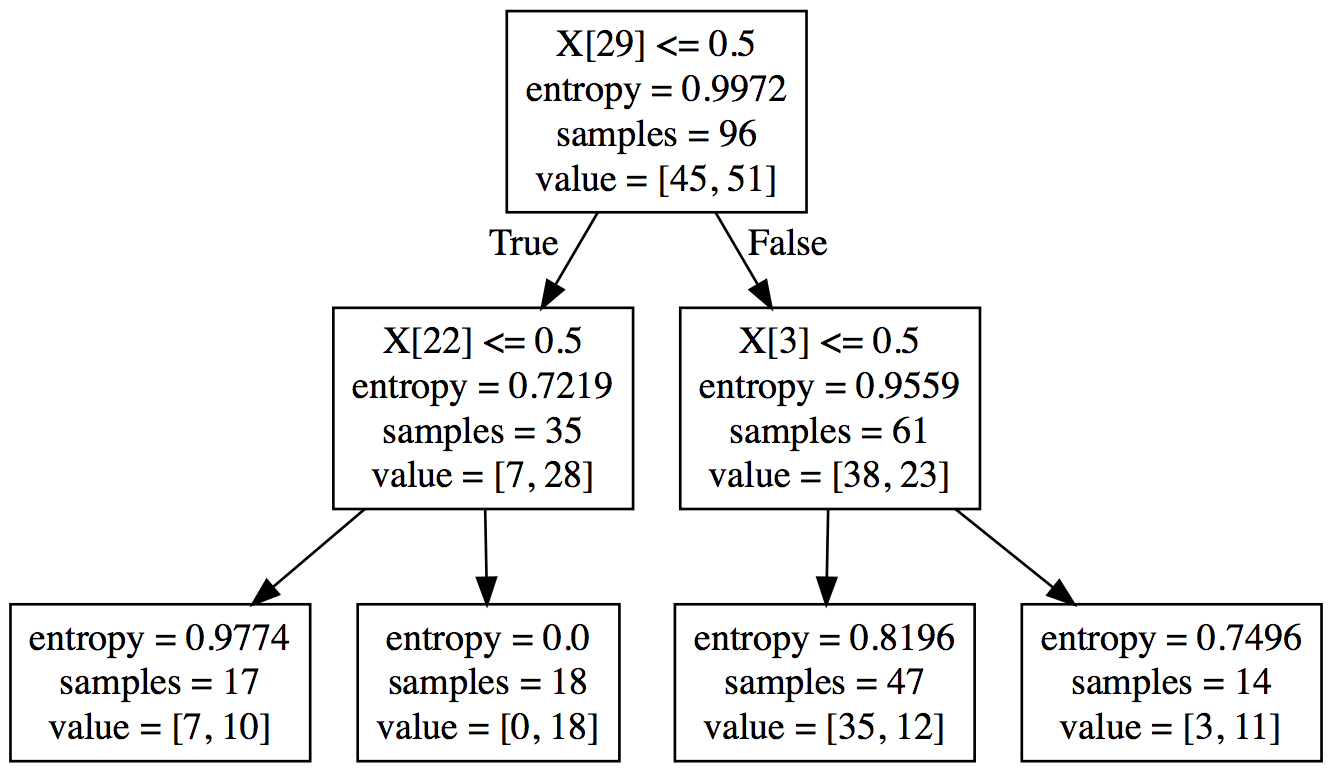 X[29] <= 0.5
entropy = 0.9972
samples = 96
value = [45, 51]
True
False
X[22] <= 0.5
entropy = 0.7219
samples = 35
value = [7, 28]
X[3] <= 0.5
entropy = 0.9559
samples = 61
value = [38, 23]
entropy = 0.9774
samples = 17
value = [7, 10]
entropy = 0.0
samples = 18
value = [0, 18]
entropy = 0.8196
samples = 47
value = [35, 12]
entropy = 0.7496
samples = 14
value = [3, 11]